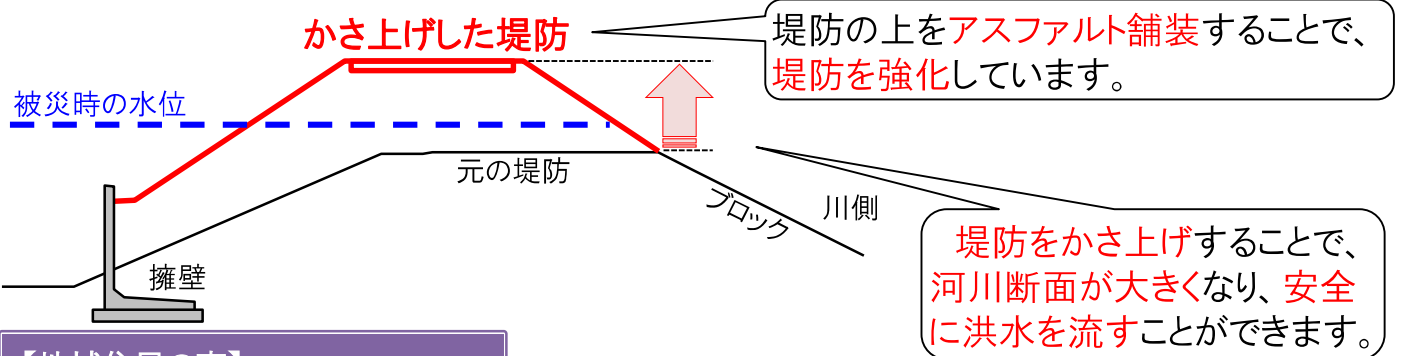 かさ上げした堤防
堤防の上をアスファルト舗装することで、
堤防を強化しています。
被災時の水位
元の堤防
ブロック
川側
擁壁
堤防をかさ上げすることで、
河川断面が大きくなり、安全
に洪水を流すことができます。